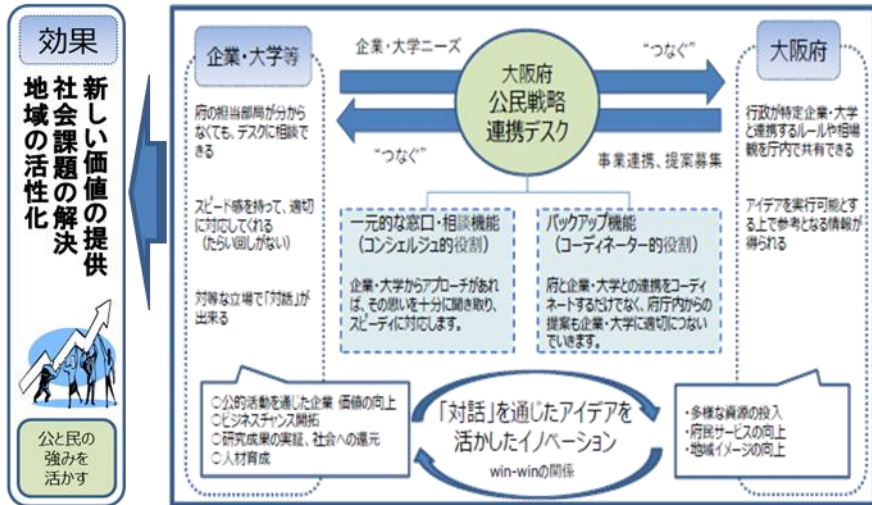 効果
新しい価値の提供
社会課題の解決
地域の活性化
公と民の
強みを
活かす
企業・大学等
府の担当部局が分から
なくても、デスクに相談で
きる
スピード感を持って、適切
に対応してくれる
（たらい回しがない）
対等な立場で「対話」が
出来る
企業・大学ニーズ
“つなぐ”
大阪府
公民戦略
連携デスク
“つなぐ”
事業連携、提案募集
大阪府
行政が特定企業・大学
と連携するルールや相場
観を庁内で共有できる
アイデアを実行可能とす
る上で参考となる情報が
得られる
一元的な窓口・相談機能
（コンシェルジュ的役割）
企業・大学からアプローチがあれ
ば、その思いを十分に聞き取り、
スピーディに対応します。
バックアップ機能
（コーディネーター的役割）
府と企業・大学との連携をコーディ
ネートするだけでなく、府庁内からの
提案も企業・大学に適切につない
でいきます。
○公的活動を通じた企業 価値の向上
○ビジネスチャンス開拓
○研究成果の実証、社会への還元
○人材育成
「対話」を通じたアイデアを
活かしたイノベーション
win-winの関係
・多様な資源の投入
・府民サービスの向上
・地域イメージの向上